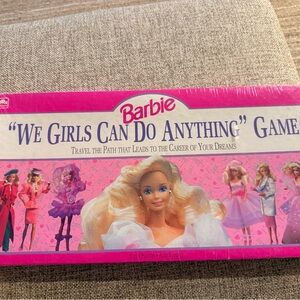 Barbie
"WE GIRLS CAN DO ANYTHING" GAME
TRAVEL THE PATH THAT LEADS TO THE CAREER OF YOUR DREAMS